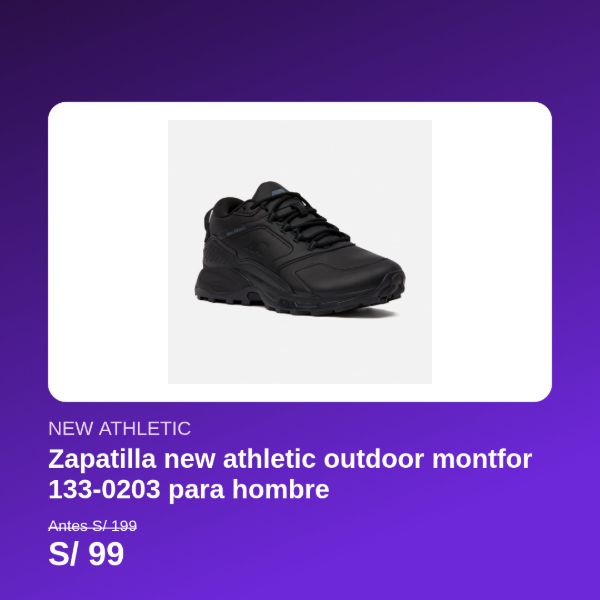 NEW ATHLETIC
Zapatilla new athletic outdoor montfor
133-0203 para hombre
Antes S/ 199
S/ 99